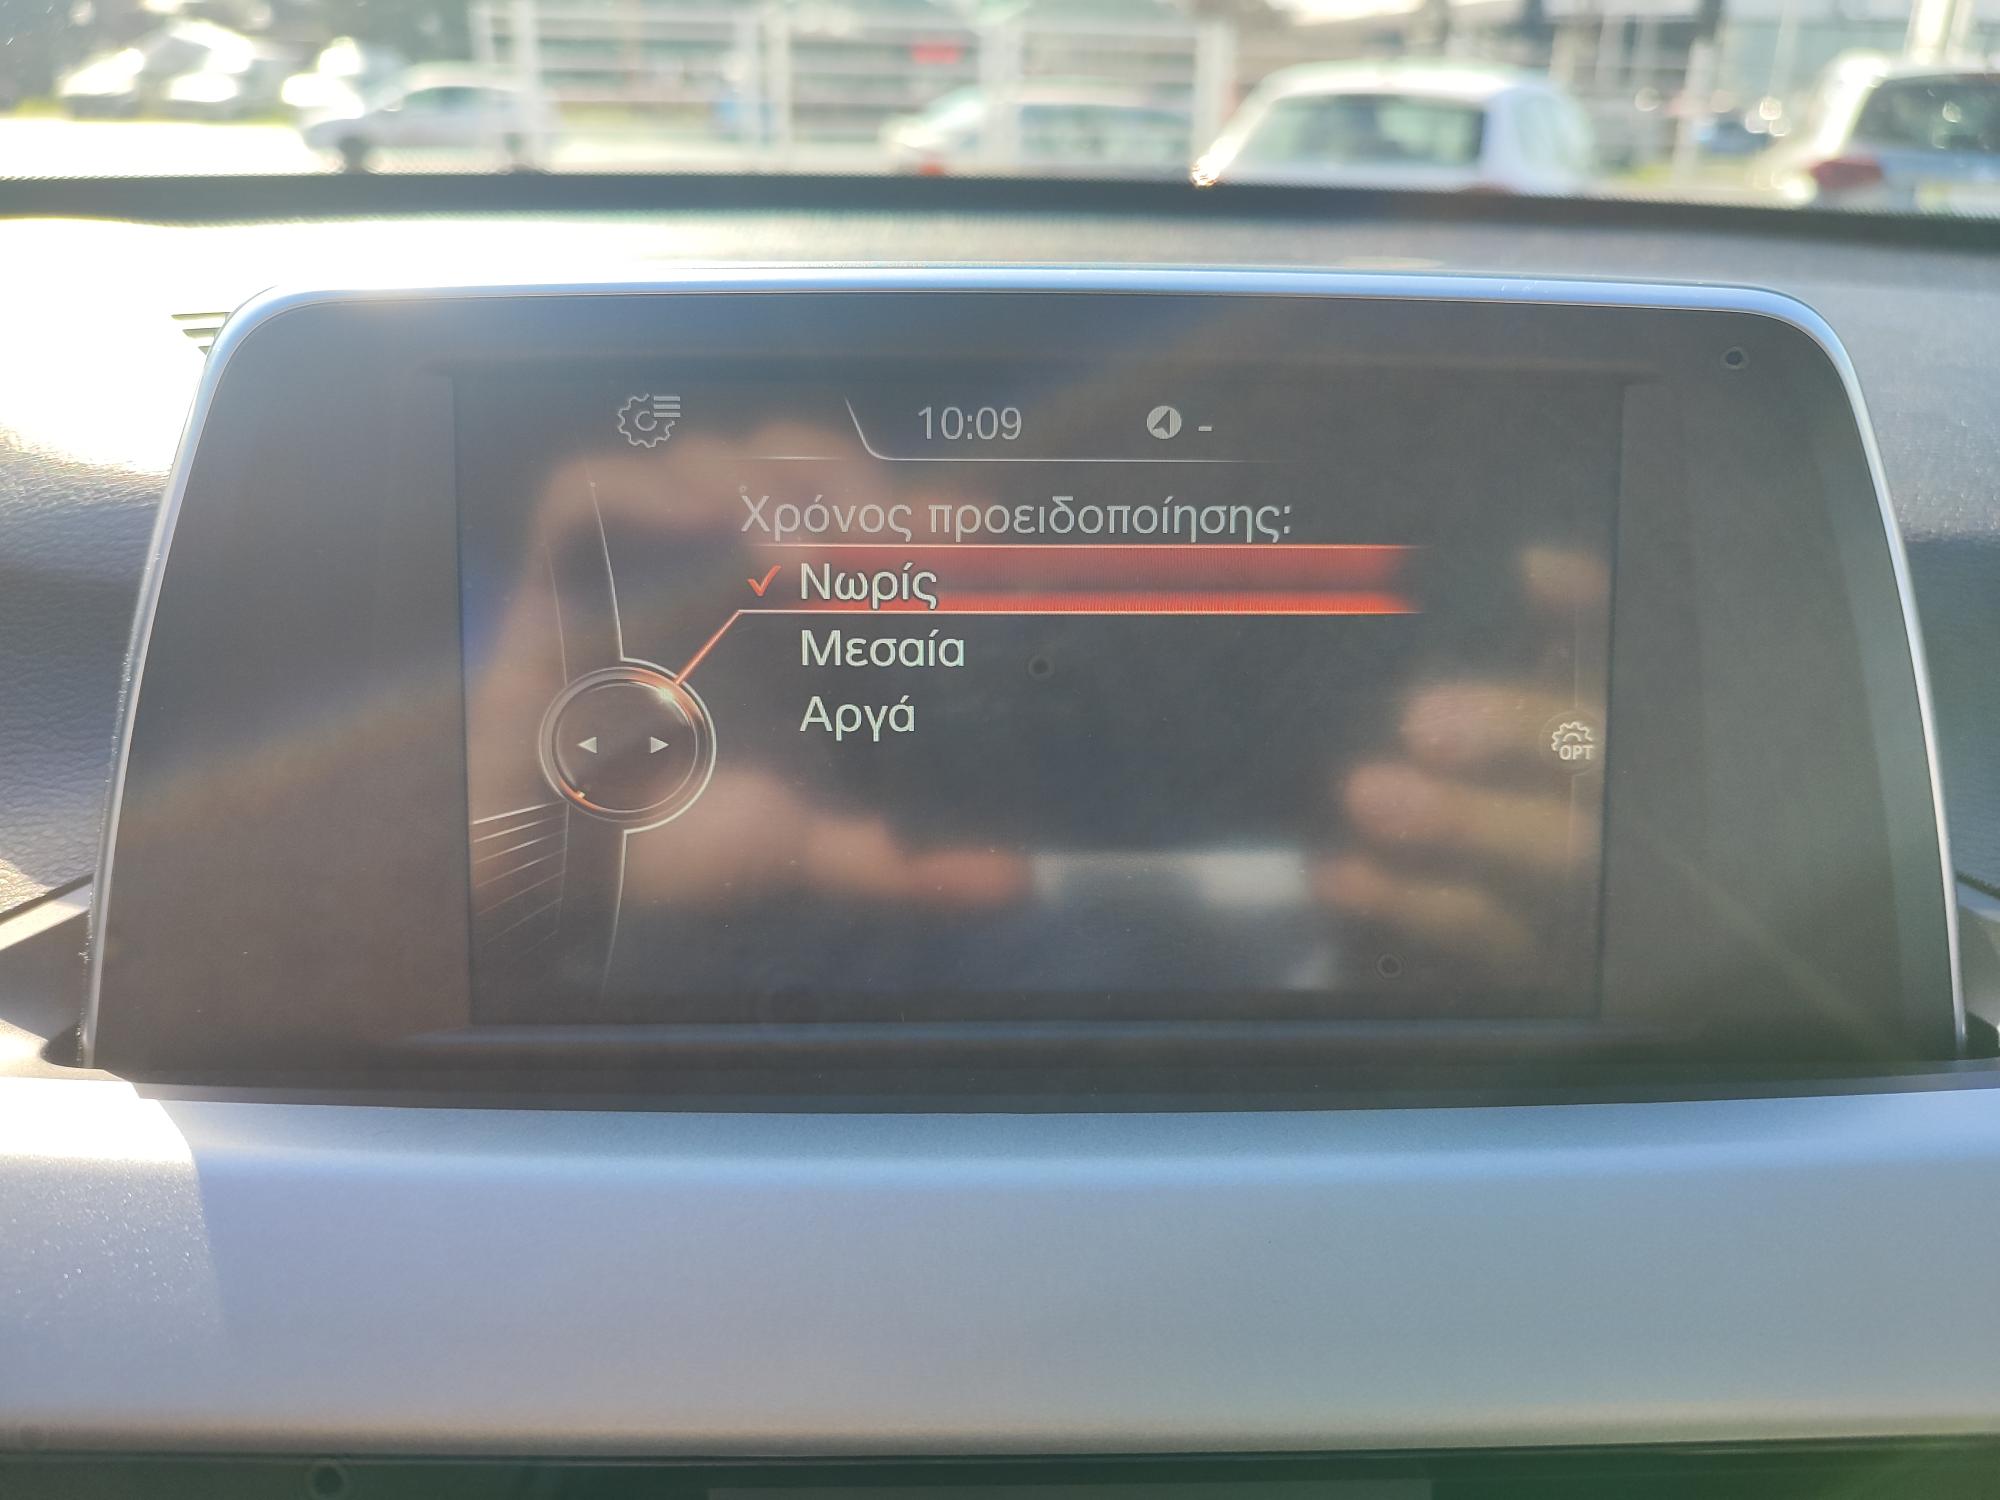 10:09 -
Χρόνος προειδοποίησης:
Νωρίς
Μεσαία
Αργά
OPT